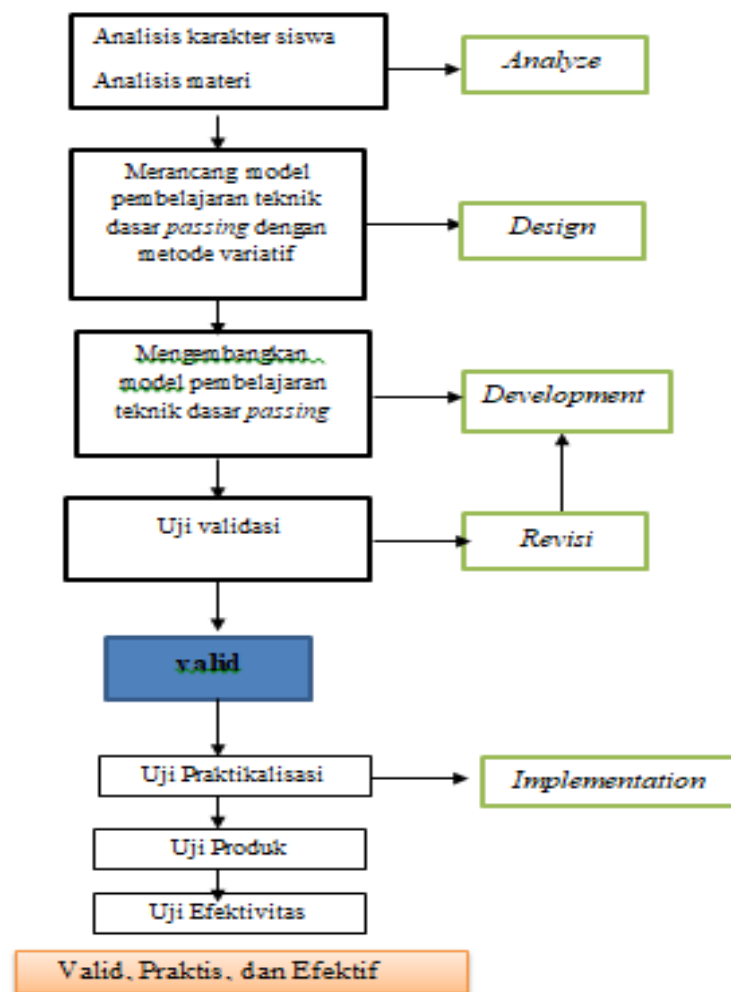 Analisis karakter siswa
Analyze
Analisis materi
Merancang model
pembelajaran teknik
dasar passing dengan
metode variatif
Design
Mengembangkan
model pembelajaran
teknik dasar passing
Development
Uji validasi
Revisi
valid
Uji Praktikalisasi
Implementation
Uji Produk
Uji Efektivitas
Valid, Praktis, dan Efektif